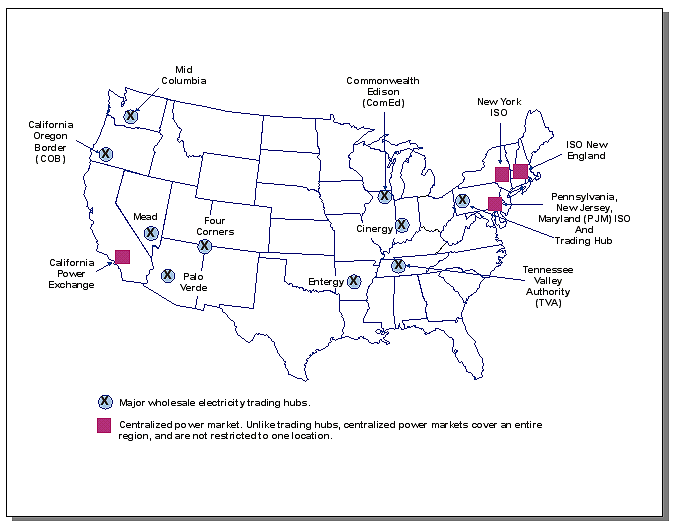 Mid
Columbia
Commonwealth
Edison
(ComEd)
New York
ISO
California
Oregon
Border
(COB)
ISO New
England
Pennsylvania,
New Jersey,
Maryland (PJM) ISO
And
Trading Hub
Mead
Four
Corners
Cinergy
California
Power
Exchange
Palo
Verde
Entergy
Tennessee
Valley
Authority
(TVA)
X
X
X
X
X
X
X
X
X
X
X Major wholesale electricity trading hubs.
Centralized power market. Unlike trading hubs, centralized power markets cover an entire
region, and are not restricted to one location.